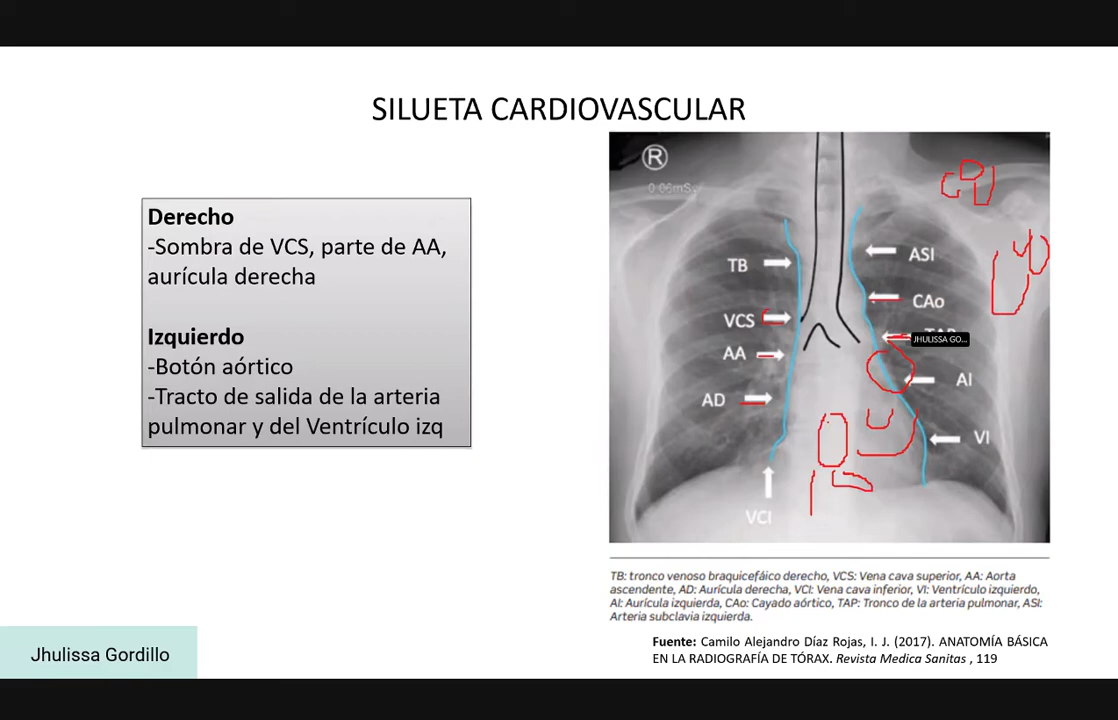 SILUETA CARDIOVASCULAR
Derecho
-Sombra de VCS, parte de AA,
aurícula derecha
Izquierdo
-Botón aórtico
-Tracto de salida de la arteria
pulmonar y del Ventrículo izq
R
0.06mSv
TB
ASI
VCS
CAo
TAP
JHULISSA GO...
AA
AI
AD
VI
VCI
TB: tronco venoso braquicefáico derecho, VCS: Vena cava superior, AA: Aorta
ascendente, AD: Aurícula derecha, VCI: Vena cava inferior, VI: Ventrículo izquierdo,
AI: Aurícula izquierda, CAo: Cayado aórtico, TAP: Tronco de la arteria pulmonar, ASI:
Arteria subclavia izquierda.
Fuente: Camilo Alejandro Díaz Rojas, I. J. (2017). ANATOMÍA BÁSICA
EN LA RADIOGRAFÍA DE TÓRAX. Revista Medica Sanitas , 119
Jhulissa Gordillo